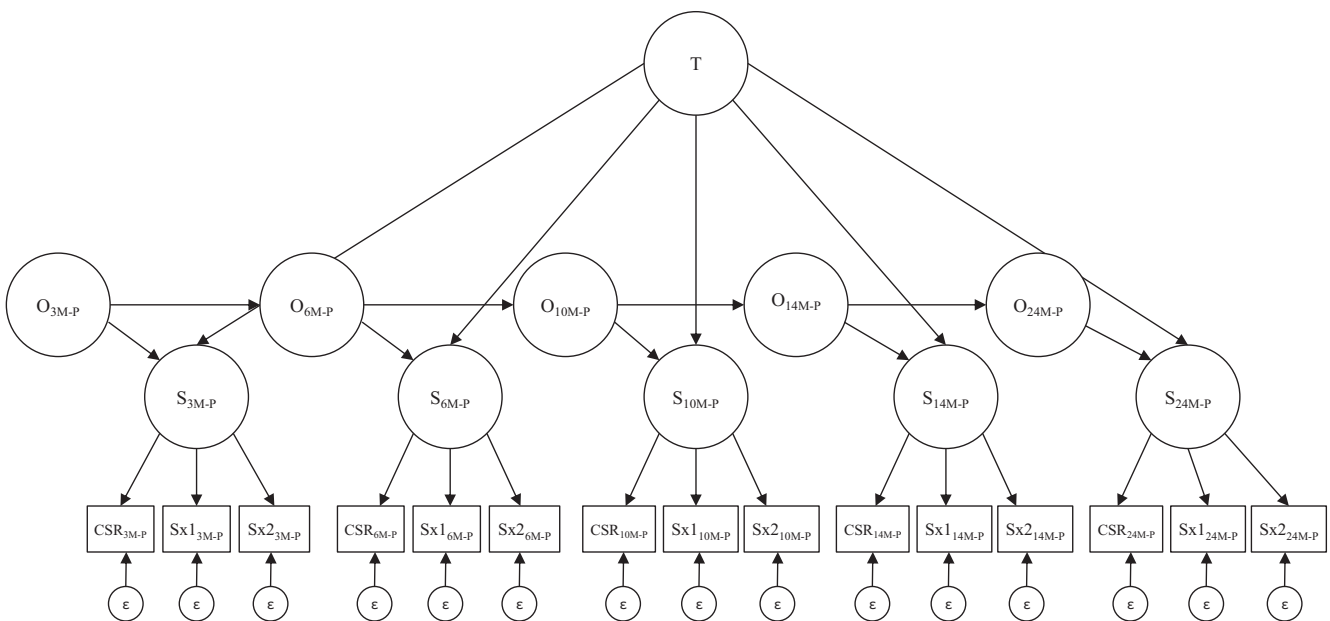 T
O3M-P
O6M-P
O10M-P
O14M-P
O24M-P
S3M-P
S6M-P
S10M-P
S14M-P
S24M-P
CSR3M-P Sx13M-P Sx23M-P CSR6M-P Sx16M-P Sx26M-P CSR10M-P Sx110M-P Sx210M-P CSR14M-P Sx114M-P Sx214M-P CSR24M-P Sx124M-P Sx224M-P
ε ε ε ε ε ε ε ε ε ε ε ε ε ε ε